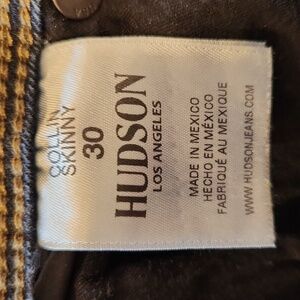 COLLIN
SKINNY
30
HUDSON
LOS ANGELES
MADE IN MEXICO
HECHO EN MÉXICO
FABRIQUÉ AU MEXIQUE
WWW.HUDSONJEANS.COM